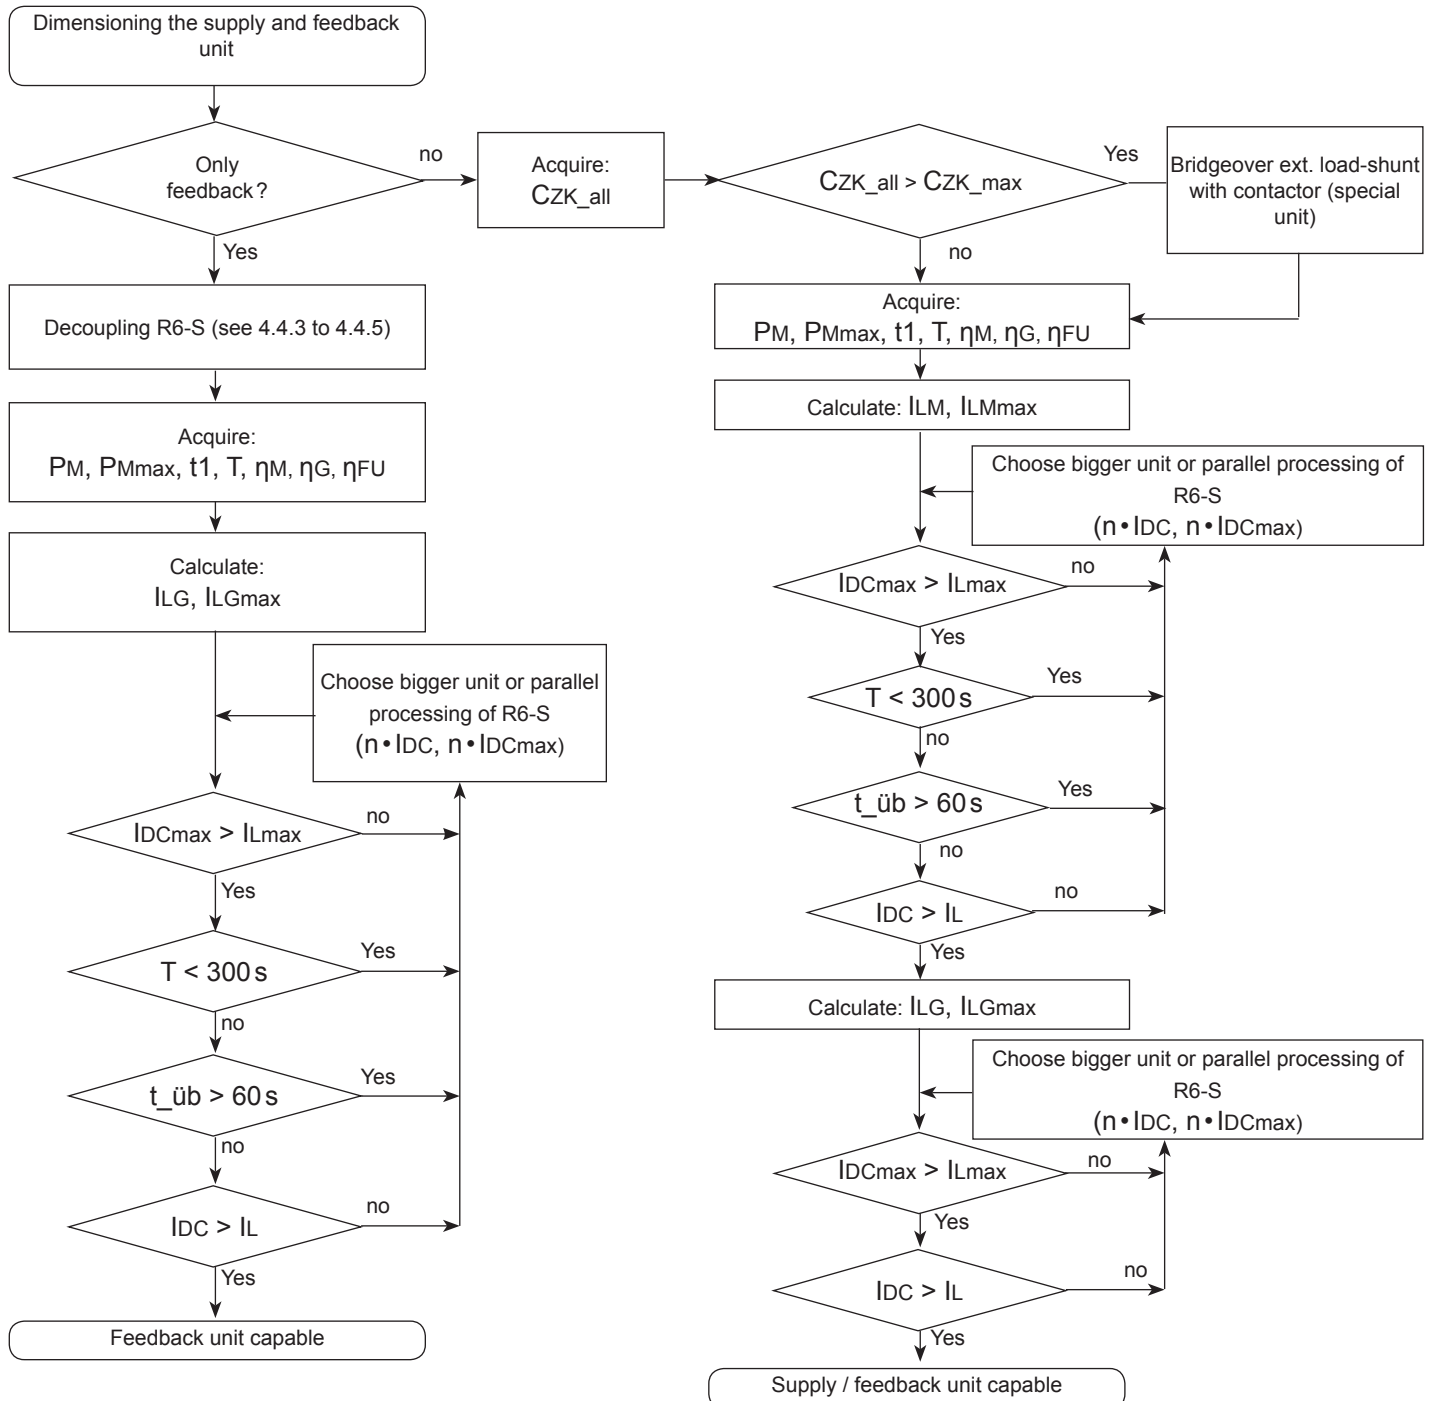 Dimensioning the supply and feedback
unit
Only
feedback?
no
Yes
Acquire:
CZK_all
CZK_all > CZK_max
Yes
no
Bridgeover ext. load-shunt
with contactor (special
unit)
Decoupling R6-S (see 4.4.3 to 4.4.5)
Acquire:
PM, PMmax, t1, T, ηM, ηG, ηFU
Calculate:
ILG, ILGmax
Choose bigger unit or parallel
processing of R6-S
(n•IDC, n•IDCmax)
IDCmax > ILmax
no
Yes
T < 300s
Yes
no
t_üb > 60s
Yes
no
IDC > IL
no
Yes
Feedback unit capable
Acquire:
PM, PMmax, t1, T, ηM, ηG, ηFU
Calculate: ILM, ILMmax
Choose bigger unit or parallel processing of
R6-S
(n•IDC, n•IDCmax)
IDCmax > ILmax
no
Yes
T < 300s
Yes
no
t_üb > 60s
Yes
no
IDC > IL
no
Yes
Calculate: ILG, ILGmax
Choose bigger unit or parallel processing of
R6-S
(n•IDC, n•IDCmax)
IDCmax > ILmax
no
Yes
IDC > IL
no
Yes
Supply / feedback unit capable